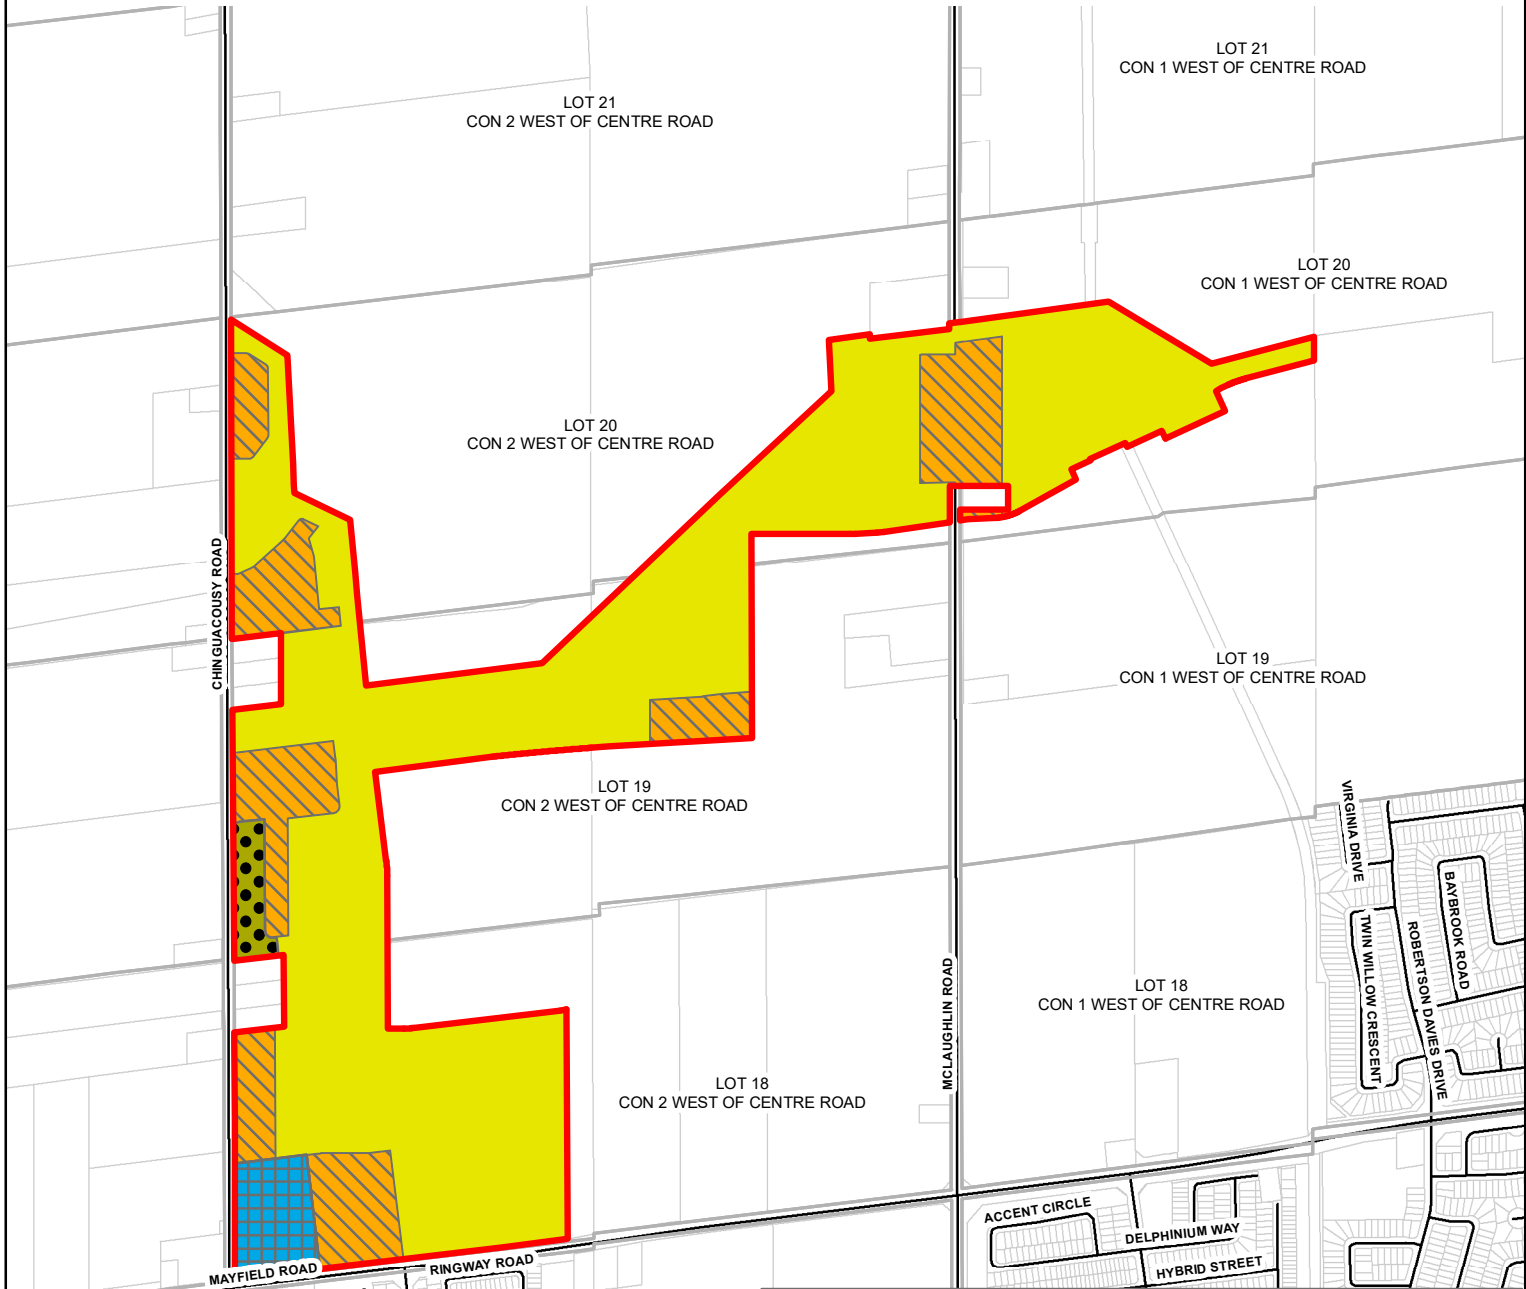 LOT 21
CON 1 WEST OF CENTRE ROAD
LOT 21
CON 2 WEST OF CENTRE ROAD
LOT 20
CON 1 WEST OF CENTRE ROAD
LOT 20
CON 2 WEST OF CENTRE ROAD
CHINGUACOUSY ROAD
LOT 19
CON 1 WEST OF CENTRE ROAD
LOT 19
CON 2 WEST OF CENTRE ROAD
VIRGINIA DRIVE
BAYBROOK ROAD
TWIN WILLOW CRESCENT
ROBERTSON DAVIES DRIVE
MCLAUGHLIN ROAD
LOT 18
CON 1 WEST OF CENTRE ROAD
LOT 18
CON 2 WEST OF CENTRE ROAD
ACCENT CIRCLE
DELPHINIUM WAY
HYBRID STREET
RINGWAY ROAD
MAYFIELD ROAD